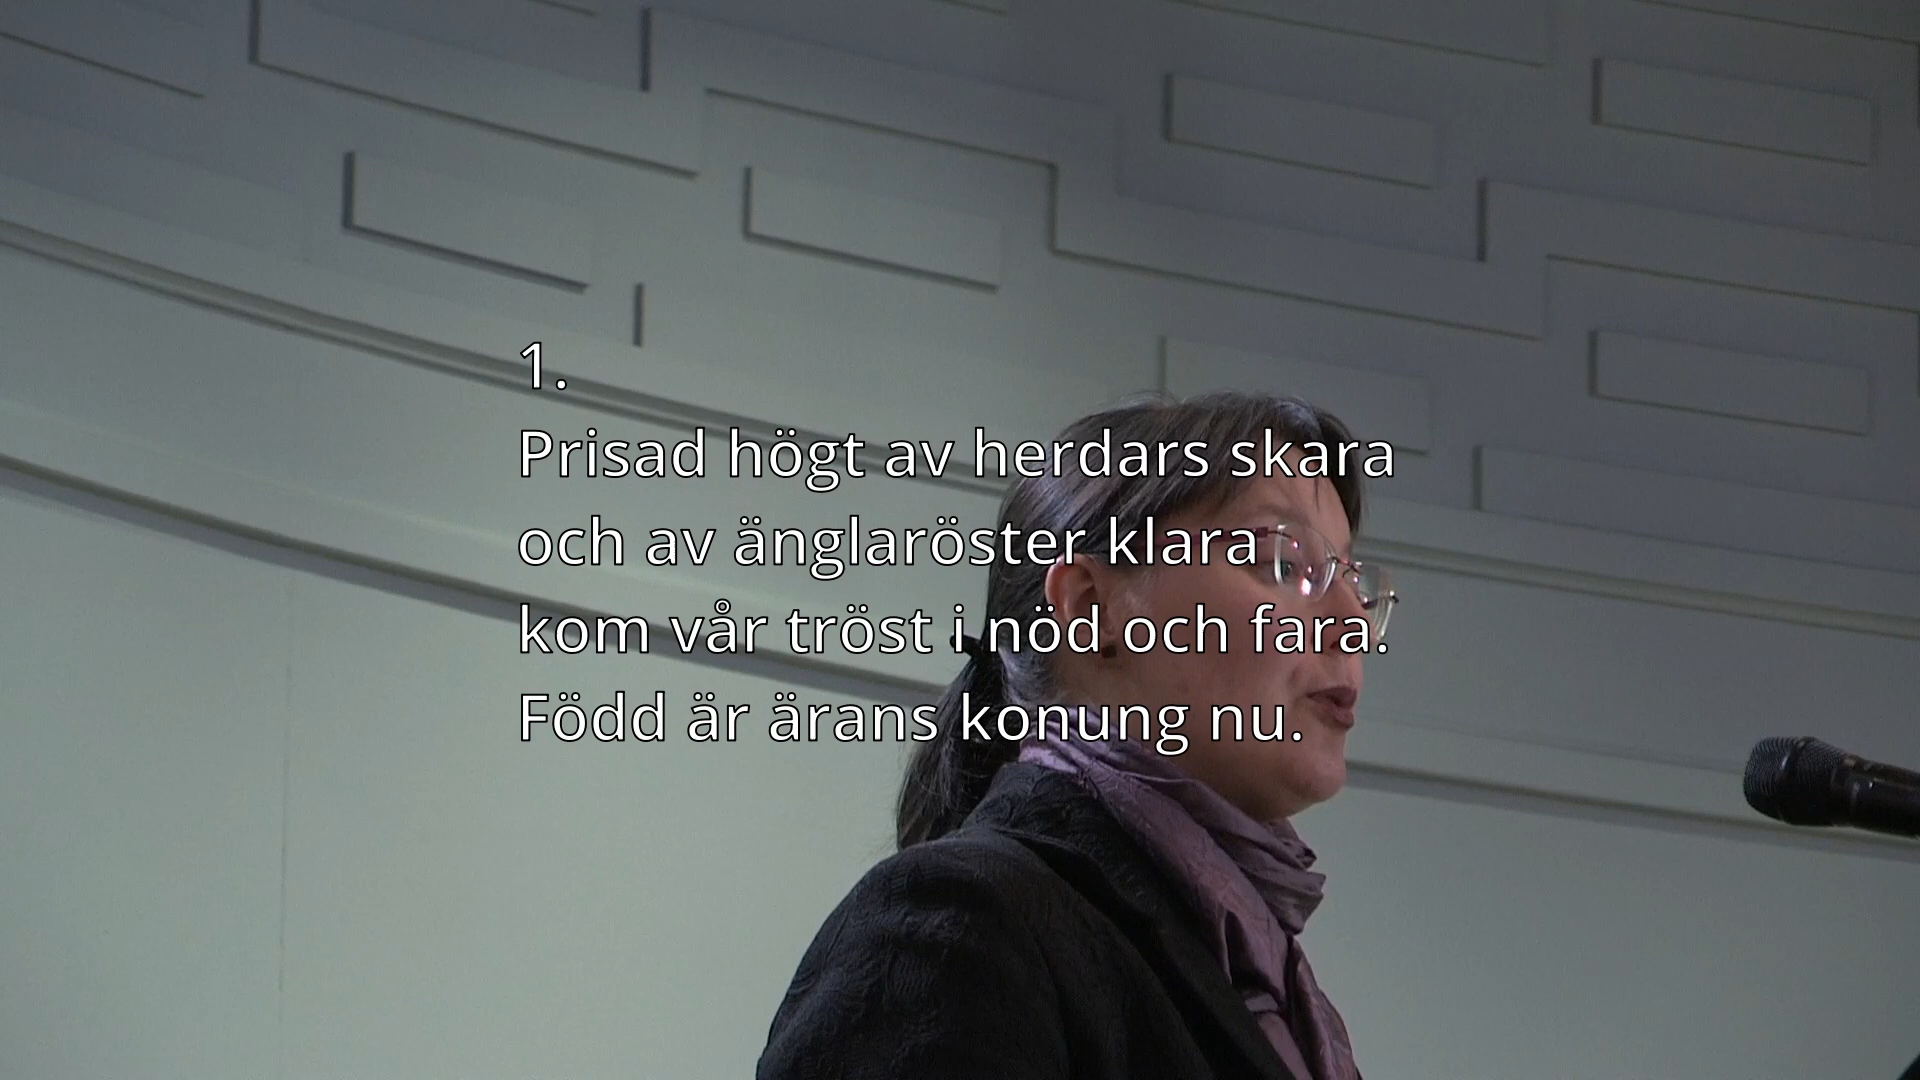 1.
Prisad högt av herdars skara
och av änglaröster klara
kom vår tröst i nöd och fara.
Född är ärans konung nu.